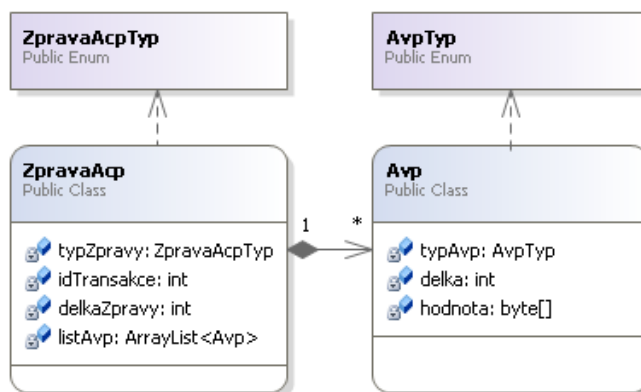 ZpravaAcpTyp
Public Enum
AvpTyp
Public Enum
ZpravaAcp
Public Class
typZpravy: ZpravaAcpTyp
idTransakce: int
delkaZpravy: int
listAvp: ArrayList<Avp>
1
*
Avp
Public Class
typAvp: AvpTyp
delka: int
hodnota: byte[]